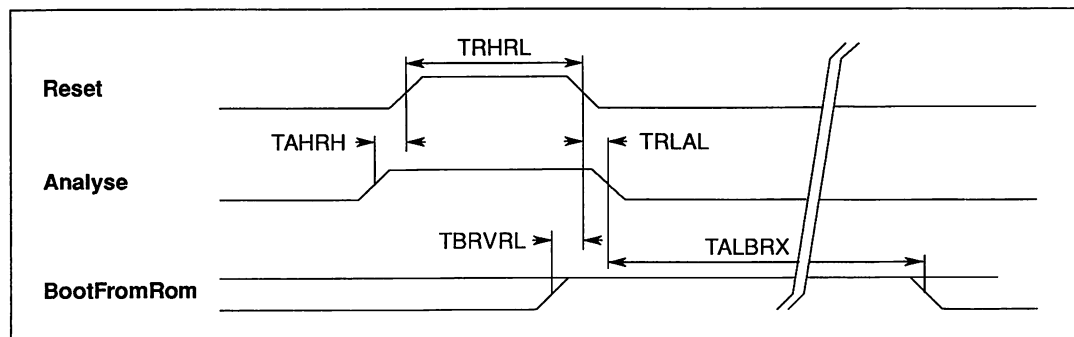 TRHRL
Reset
TAHRH
TRLAL
Analyse
TBRVRL
TALBRX
BootFromRom